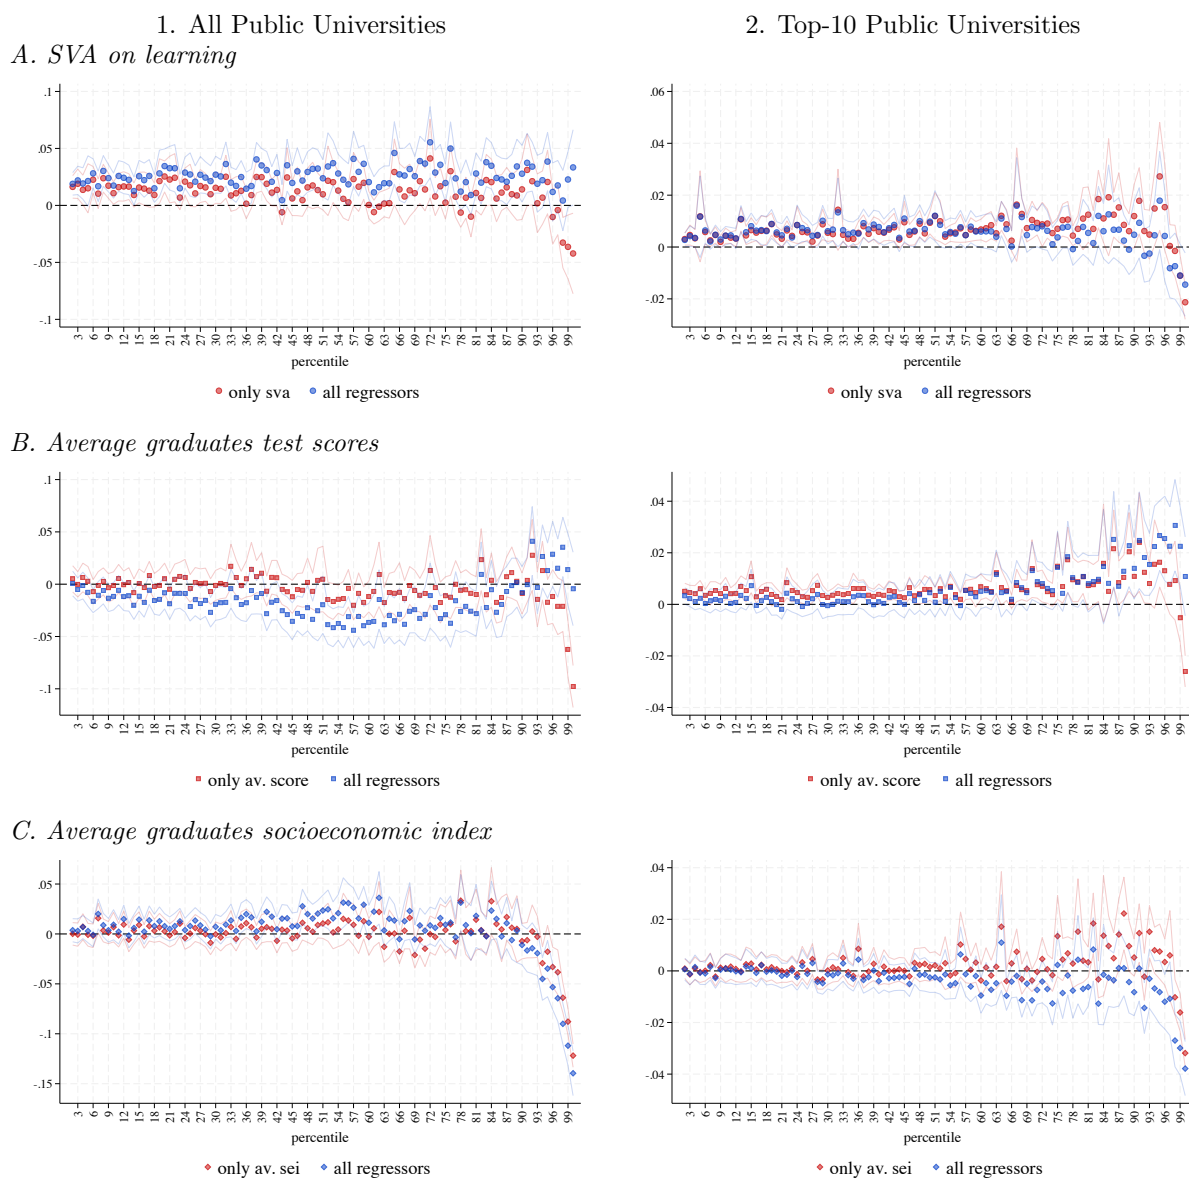 1. All Public Universities
2. Top-10 Public Universities
A. SVA on learning
.1
.05
0
-.05
-.1
3 6 9 12 15 18 21 24 27 30 33 36 39 42 45 48 51 54 57 60 63 66 69 72 75 78 81 84 87 90 93 96 99
percentile
only sva all regressors
.06
.04
.02
0
-.02
3 6 9 12 15 18 21 24 27 30 33 36 39 42 45 48 51 54 57 60 63 66 69 72 75 78 81 84 87 90 93 96 99
percentile
only sva all regressors
B. Average graduates test scores
.1
.05
0
-.05
-.1
3 6 9 12 15 18 21 24 27 30 33 36 39 42 45 48 51 54 57 60 63 66 69 72 75 78 81 84 87 90 93 96 99
percentile
only av. score all regressors
.04
.02
0
-.02
-.04
3 6 9 12 15 18 21 24 27 30 33 36 39 42 45 48 51 54 57 60 63 66 69 72 75 78 81 84 87 90 93 96 99
percentile
only av. score all regressors
C. Average graduates socioeconomic index
.05
0
-.05
-.1
-.15
3 6 9 12 15 18 21 24 27 30 33 36 39 42 45 48 51 54 57 60 63 66 69 72 75 78 81 84 87 90 93 96 99
percentile
only av. sei all regressors
.04
.02
0
-.02
-.04
3 6 9 12 15 18 21 24 27 30 33 36 39 42 45 48 51 54 57 60 63 66 69 72 75 78 81 84 87 90 93 96 99
percentile
only av. sei all regressors